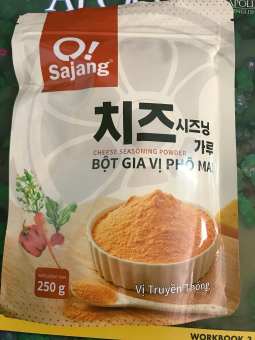 O!
Sajang
치즈 시즈닝
가루
CHEESE SEASONING POWDER
BỘT GIA VỊ PHÔ MAI
250 g
Vị Truyền Thống
WORKBOOK 2